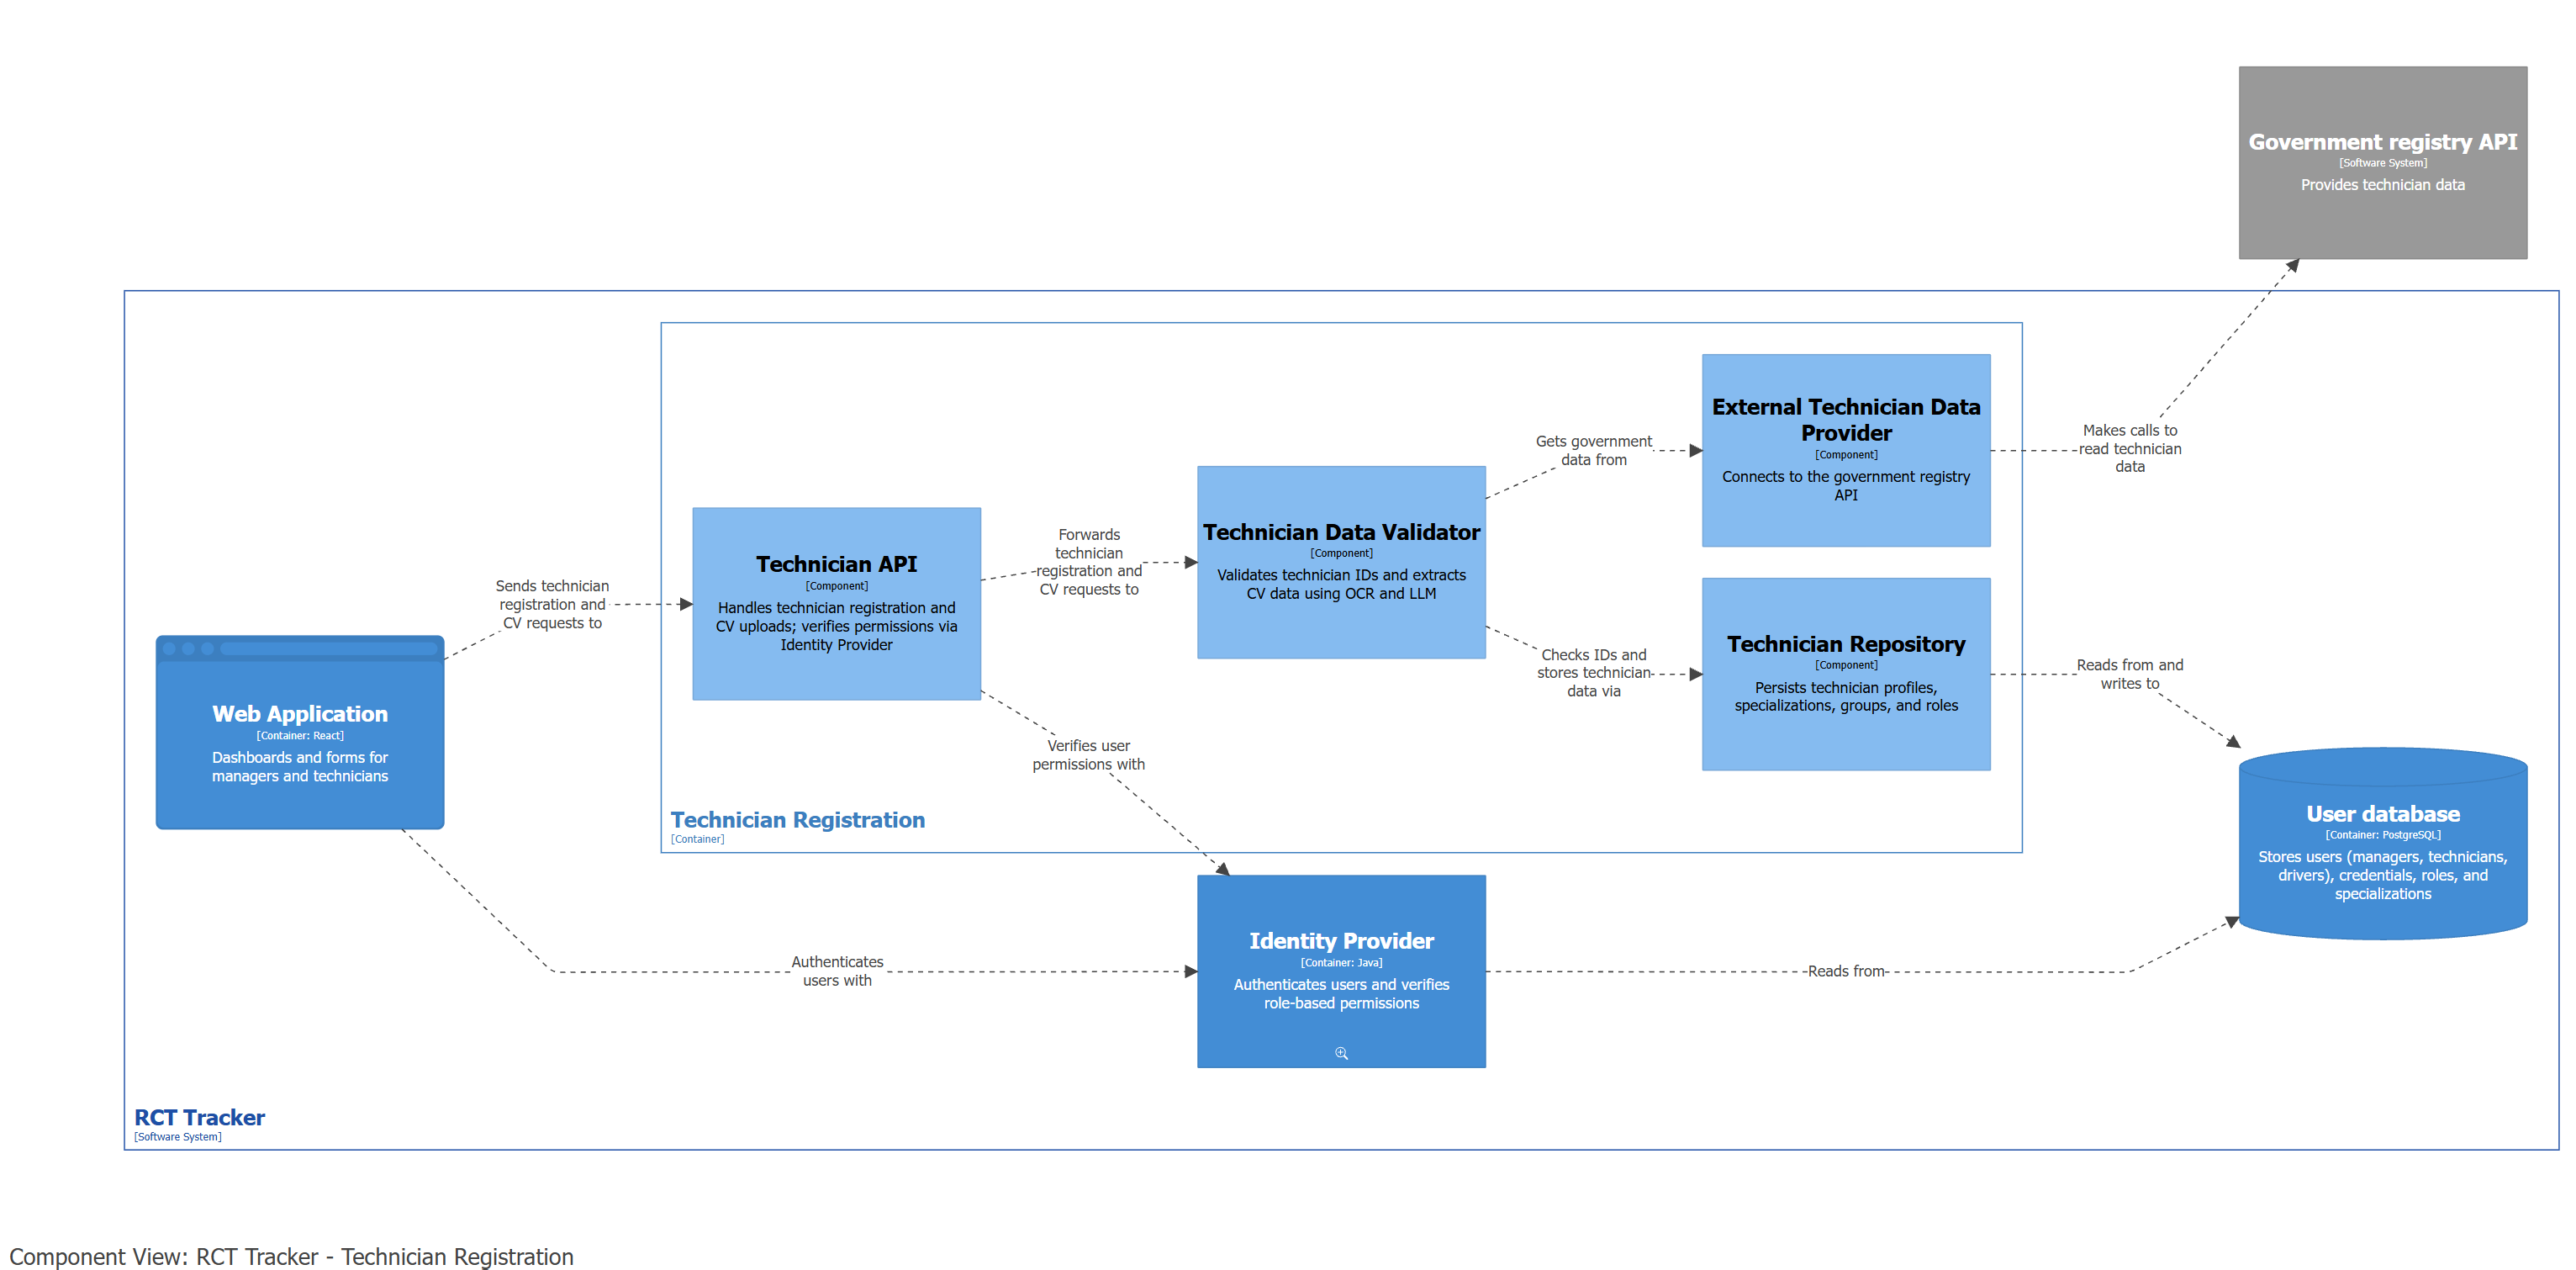 Government registry API
[Software System]
Provides technician data
External Technician Data
Provider
[Component]
Connects to the government registry
API
Gets government
data from
Makes calls to
read technician
data
Technician Data Validator
[Component]
Validates technician IDs and extracts
CV data using OCR and LLM
Forwards
technician
registration and
CV requests to
Technician API
[Component]
Handles technician registration and
CV uploads; verifies permissions via
Identity Provider
Sends technician
registration and
CV requests to
Technician Repository
[Component]
Persists technician profiles,
specializations, groups, and roles
Checks IDs and
stores technician
data via
Reads from and
writes to
Web Application
[Container: React]
Dashboards and forms for
managers and technicians
Verifies user
permissions with
Technician Registration
[Container]
User database
[Container: PostgreSQL]
Stores users (managers, technicians,
drivers), credentials, roles, and
specializations
Authenticates
users with
Identity Provider
[Container: Java]
Authenticates users and verifies
role-based permissions
Reads from
RCT Tracker
[Software System]
Component View: RCT Tracker - Technician Registration